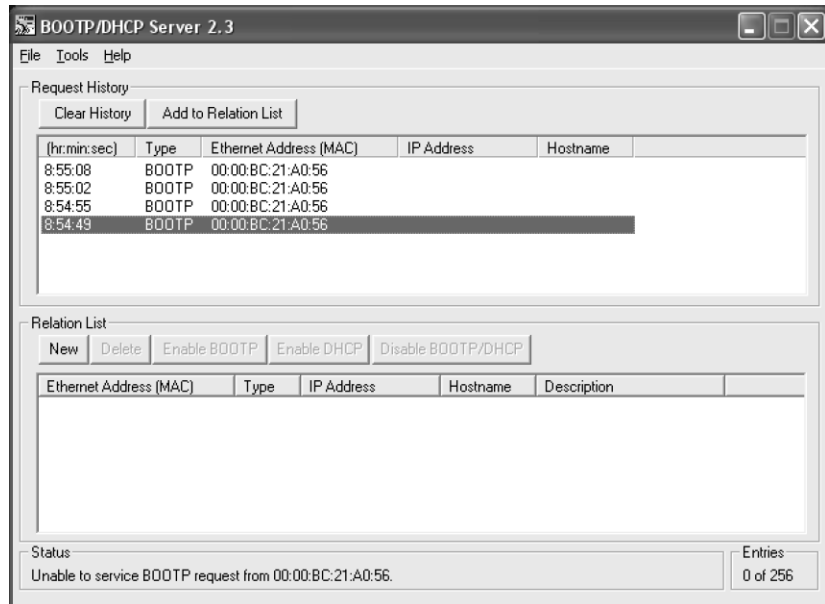 BOOTP/DHCP Server 2.3
File Tools Help
Request History
Clear History Add to Relation List
(hr:min:sec) Type Ethernet Address (MAC) IP Address Hostname
8:55:08 BOOTP 00:00:BC:21:A0:56
8:55:02 BOOTP 00:00:BC:21:A0:56
8:54:55 BOOTP 00:00:BC:21:A0:56
8:54:49 BOOTP 00:00:BC:21:A0:56
Relation List
New Delete Enable BOOTP Enable DHCP Disable BOOTP/DHCP
Ethernet Address (MAC) Type IP Address Hostname Description
Status
Unable to service BOOTP request from 00:00:BC:21:A0:56.
Entries
0 of 256